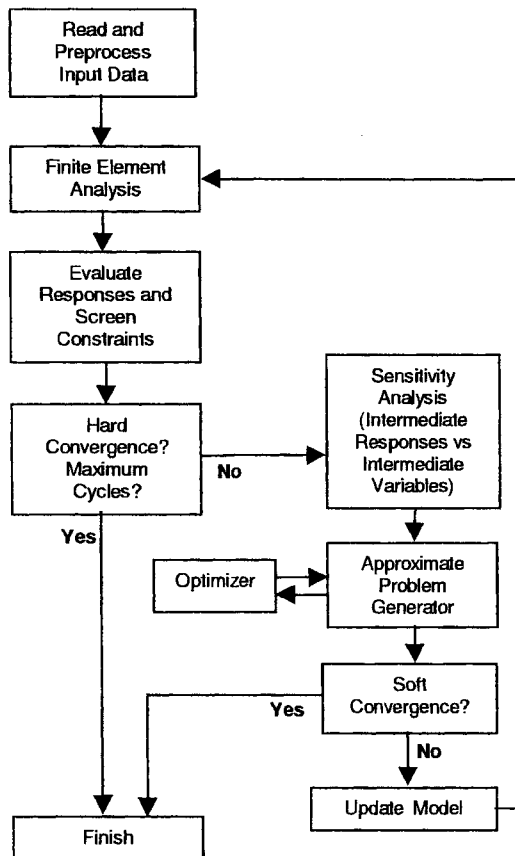 Read and
Preprocess
Input Data
Finite Element
Analysis
Evaluate
Responses and
Screen
Constraints
Hard
Convergence?
Maximum
Cycles?
No
Yes
Sensitivity
Analysis
(Intermediate
Responses vs
Intermediate
Variables)
Optimizer
Approximate
Problem
Generator
Soft
Convergence?
Yes
No
Update Model
Finish